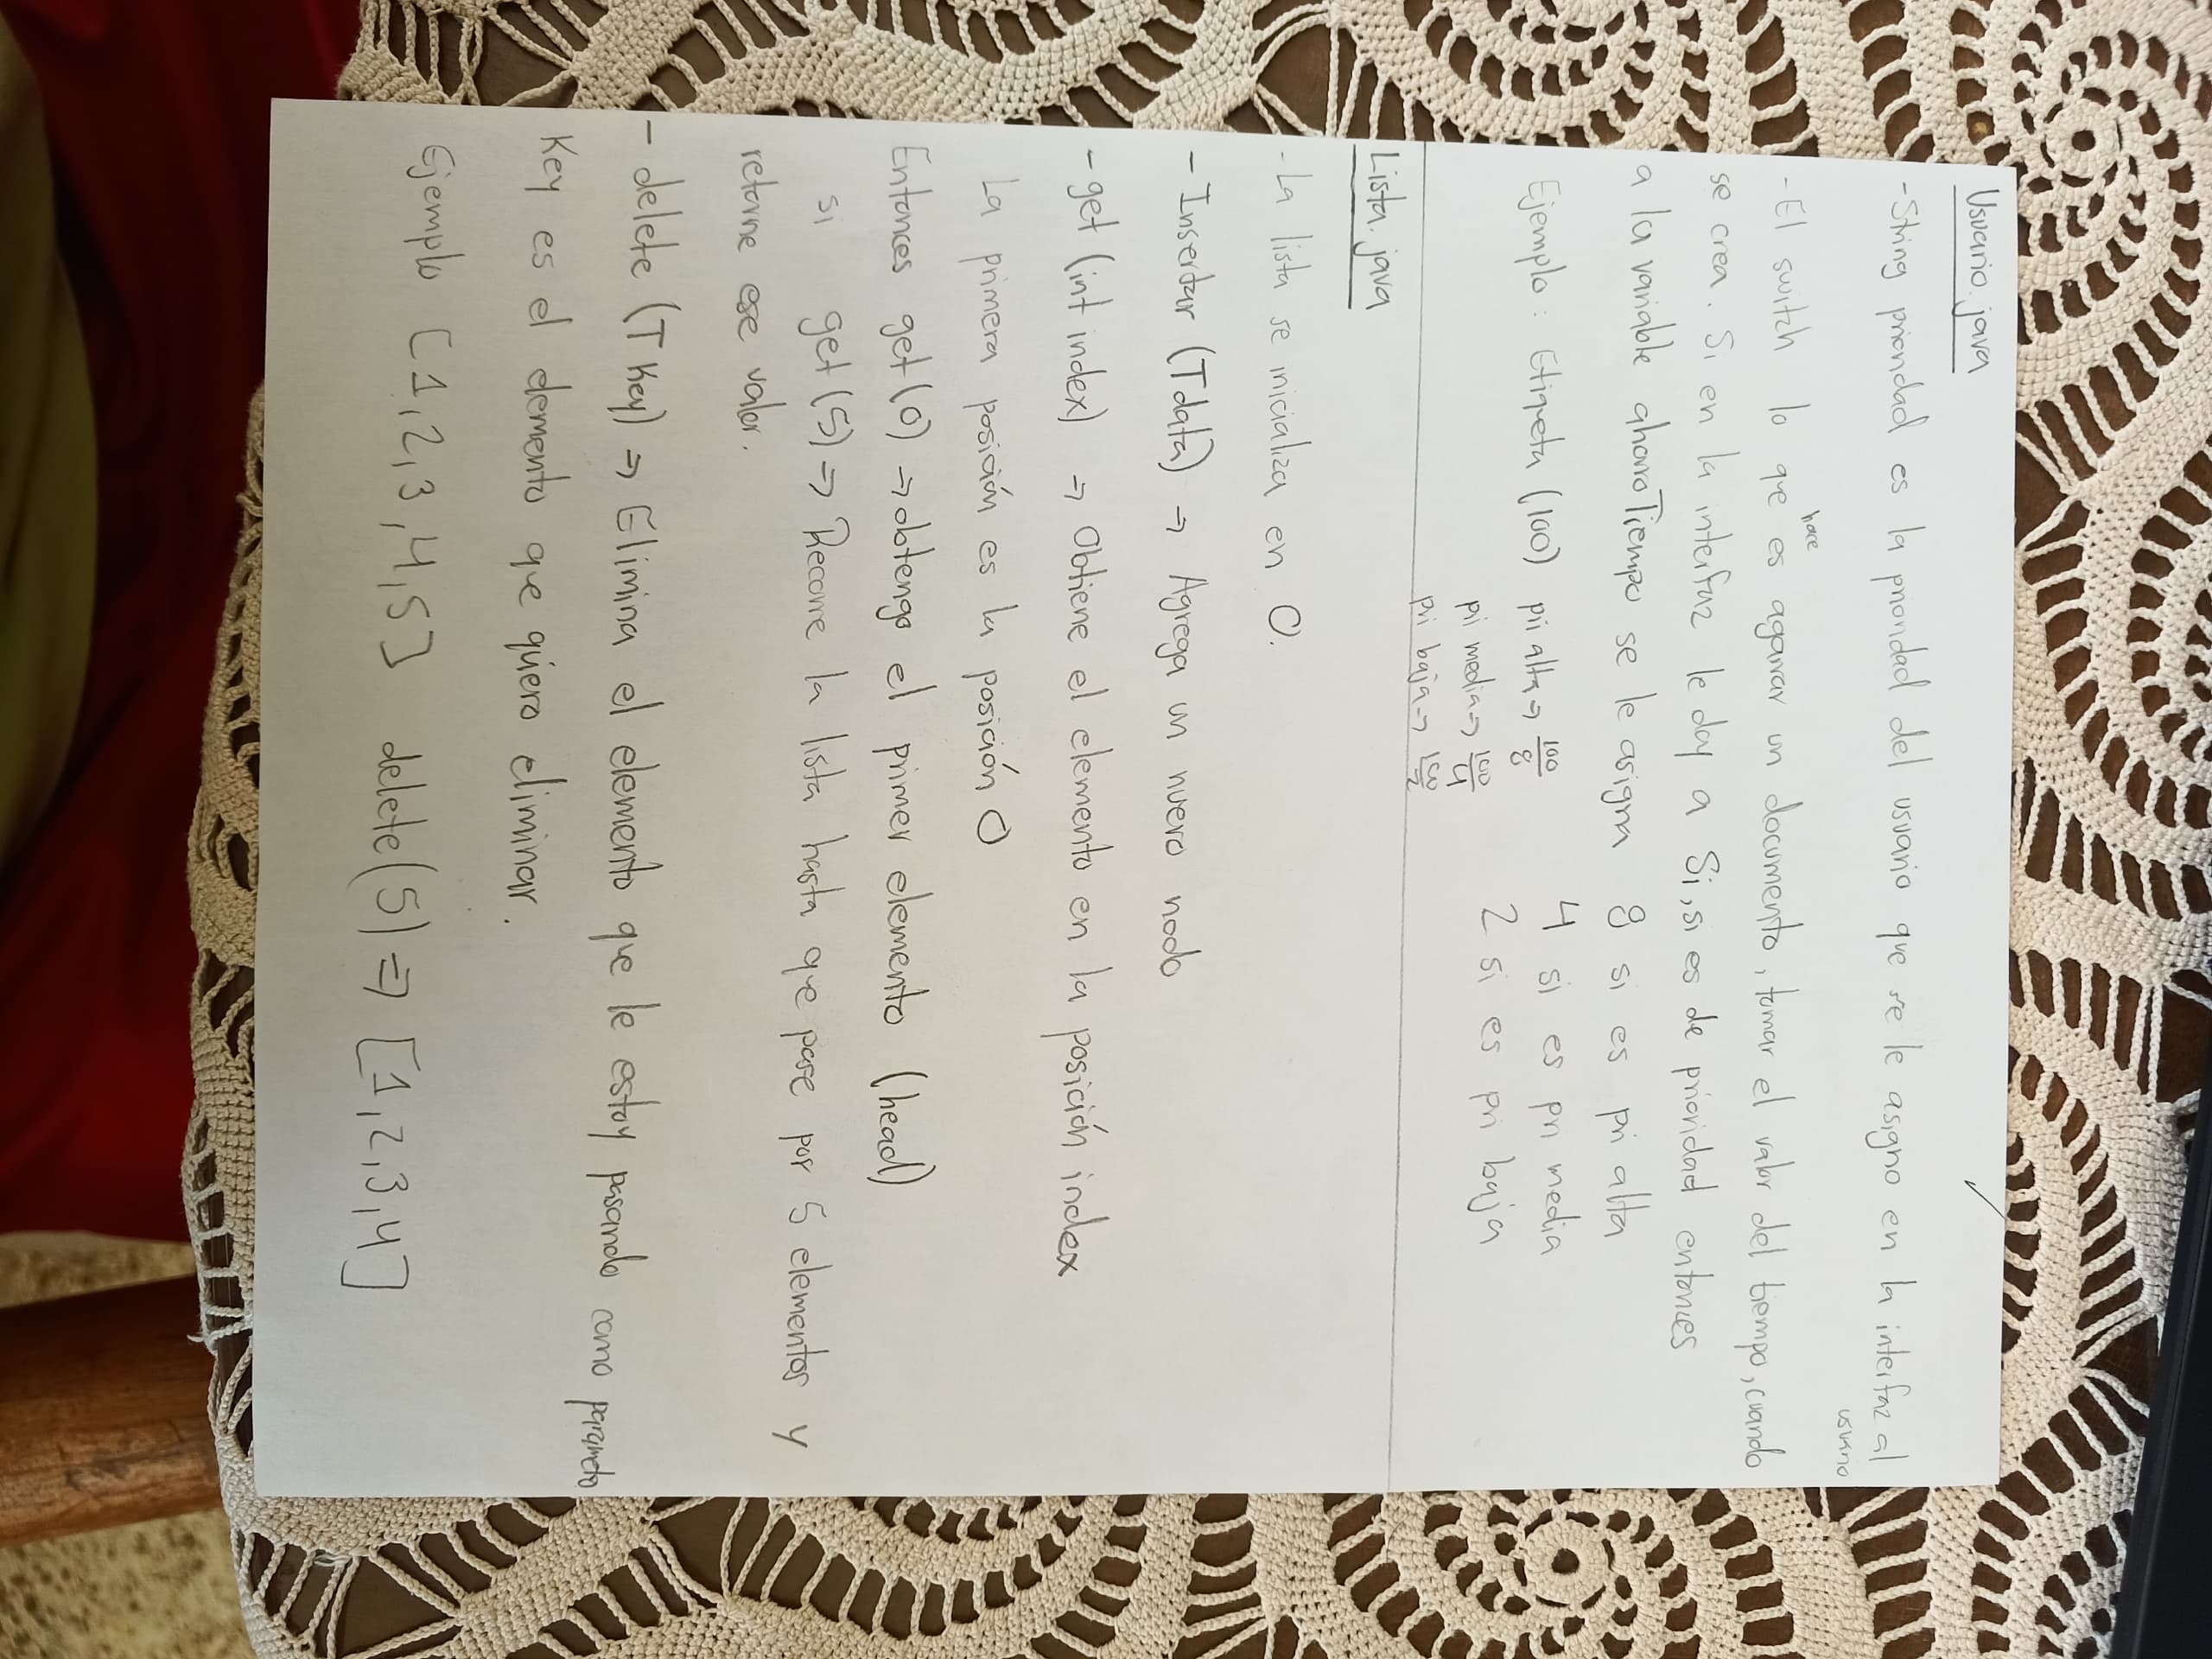 Usuario.java
- String prioridad es la prioridad del usuario que se le asigno en la interfaz al
usuario
hace
- El switch lo que es agarrar un documento, tomar el valor del tiempo, cuando
se crea. Si en la interfaz le doy a Si, si es de prioridad entonces
a la variable ahorroTiempo se le asigna 8 si es pri alta
4 si es pri media
2 si es pri baja
Ejemplo: Etiqueta (100) pri alta → 100/8
pri media → 100/4
pri baja → 100/2
Lista.java
- La lista se inicializa en 0.
- Insertar (T data) → Agrega un nuevo nodo
- get (int index) → Obtiene el elemento en la posición index
La primera posición es la posición 0
Entonces get (0) → obtengo el primer elemento (head)
si get (5) → Recorre la lista hasta que pase por 5 elementos y
retorne ese valor.
- delete (T Key) → Elimina el elemento que le estoy pasando como parametro
Key es el elemento que quiero eliminar.
Ejemplo [1,2,3,4,5] delete(5) ⇒ [1,2,3,4]